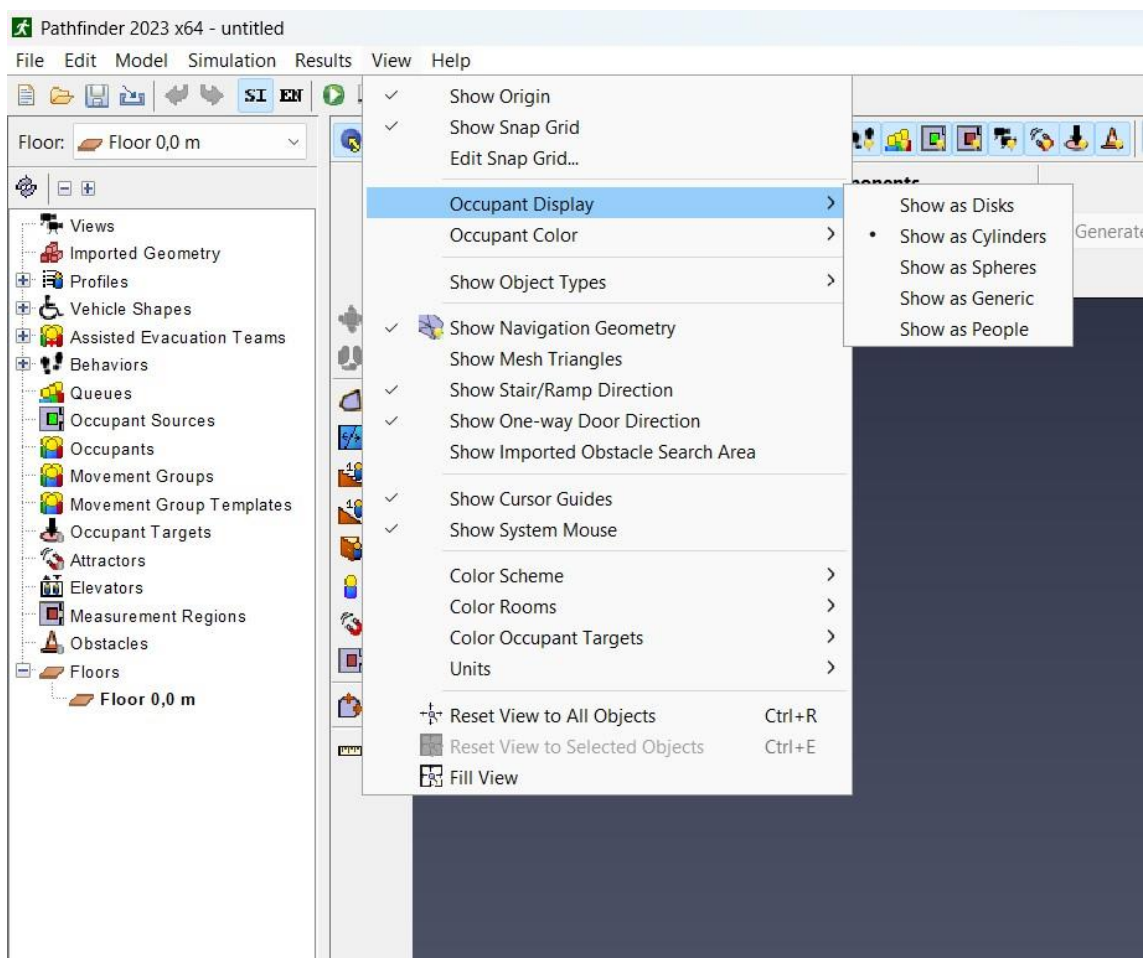 Pathfinder 2023 x64 - untitled
File Edit Model Simulation Results View Help
SI EN
Floor: Floor 0,0 m
Views
Imported Geometry
Profiles
Vehicle Shapes
Assisted Evacuation Teams
Behaviors
Queues
Occupant Sources
Occupants
Movement Groups
Movement Group Templates
Occupant Targets
Attractors
Elevators
Measurement Regions
Obstacles
Floors
Floor 0,0 m
Show Origin
Show Snap Grid
Edit Snap Grid...
Occupant Display
Occupant Color
Show Object Types
Show Navigation Geometry
Show Mesh Triangles
Show Stair/Ramp Direction
Show One-way Door Direction
Show Imported Obstacle Search Area
Show Cursor Guides
Show System Mouse
Color Scheme
Color Rooms
Color Occupant Targets
Units
Reset View to All Objects Ctrl+R
Reset View to Selected Objects Ctrl+E
Fill View
Show as Disks
Show as Cylinders
Show as Spheres
Show as Generic
Show as People
Generate